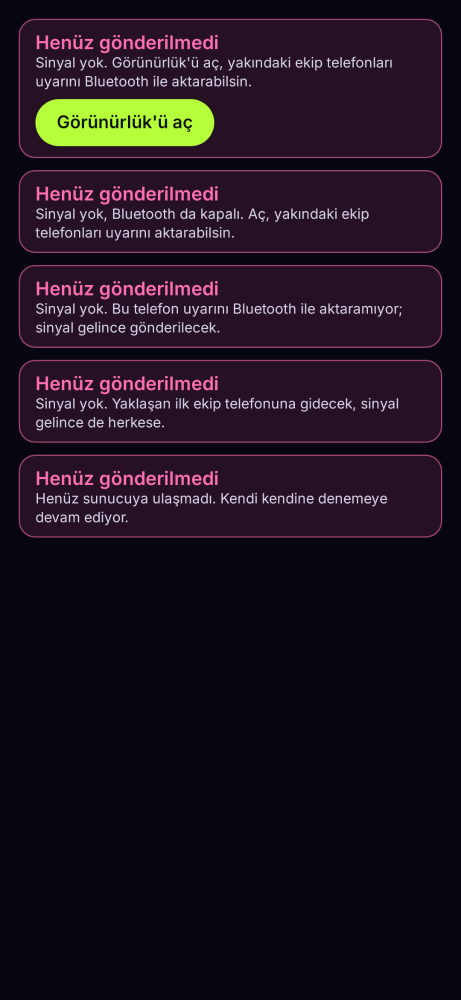 Henüz gönderilmedi
Sinyal yok. Görünürlük'ü aç, yakındaki ekip telefonları
uyarını Bluetooth ile aktarabilsin.
Görünürlük'ü aç
Henüz gönderilmedi
Sinyal yok, Bluetooth da kapalı. Aç, yakındaki ekip
telefonları uyarını aktarabilsin.
Henüz gönderilmedi
Sinyal yok. Bu telefon uyarını Bluetooth ile aktaramıyor;
sinyal gelince gönderilecek.
Henüz gönderilmedi
Sinyal yok. Yaklaşan ilk ekip telefonuna gidecek, sinyal
gelince de herkese.
Henüz gönderilmedi
Henüz sunucuya ulaşmadı. Kendi kendine denemeye
devam ediyor.